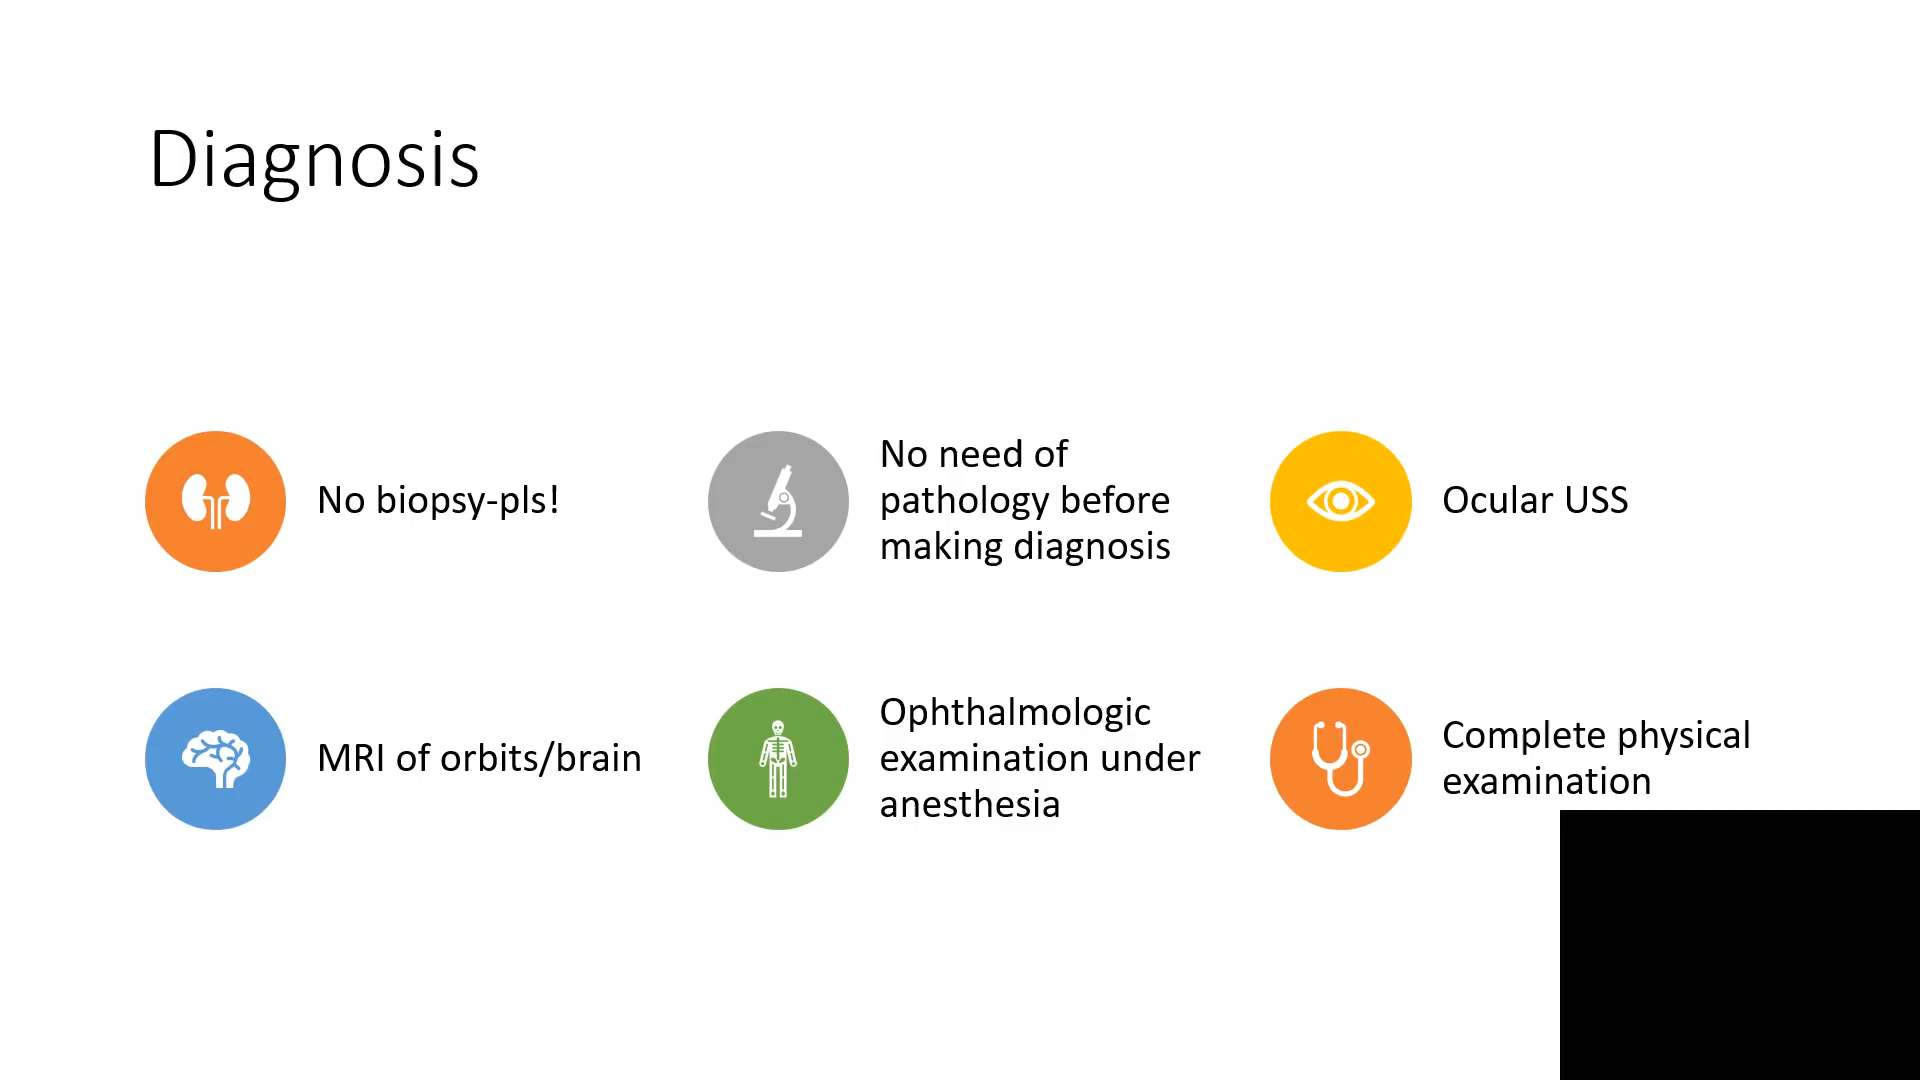 Diagnosis
No biopsy-pls!
No need of
pathology before
making diagnosis
Ocular USS
MRI of orbits/brain
Ophthalmologic
examination under
anesthesia
Complete physical
examination